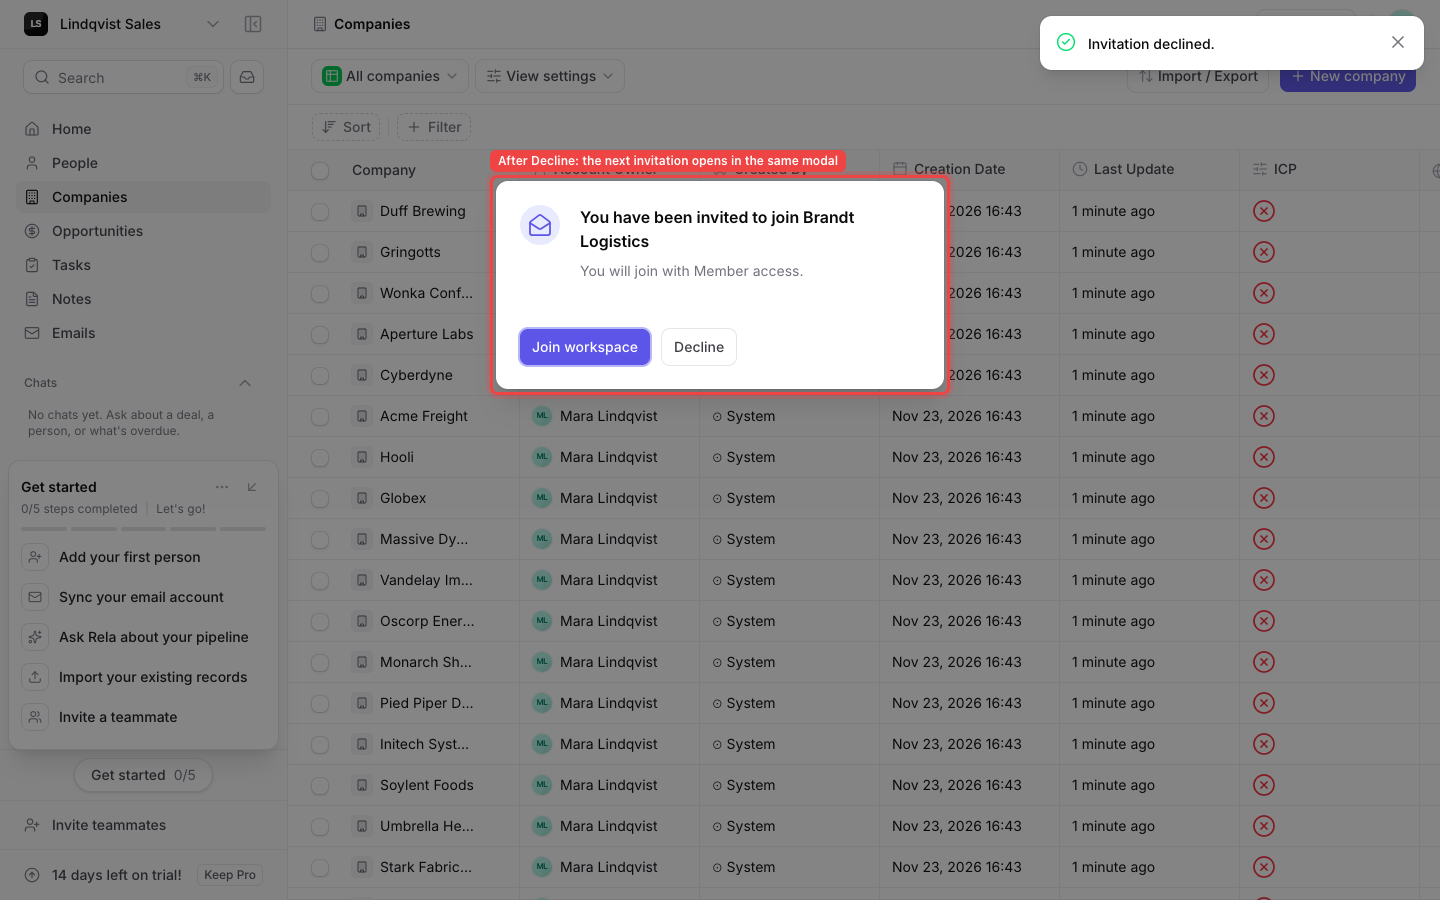 LS
Lindqvist Sales
Companies
Invitation declined.
Search
⌘K
All companies
View settings
Import / Export
+ New company
Sort
+ Filter
Home
People
Companies
Opportunities
Tasks
Notes
Emails
Chats
No chats yet. Ask about a deal, a
person, or what's overdue.
Get started
0/5 steps completed
Let's go!
Add your first person
Sync your email account
Ask Rela about your pipeline
Import your existing records
Invite a teammate
Get started 0/5
Invite teammates
14 days left on trial!
Keep Pro
After Decline: the next invitation opens in the same modal
You have been invited to join Brandt
Logistics
You will join with Member access.
Join workspace
Decline
Company
Creation Date
Last Update
ICP
Duff Brewing
2026 16:43
1 minute ago
Gringotts
2026 16:43
1 minute ago
Wonka Conf...
2026 16:43
1 minute ago
Aperture Labs
2026 16:43
1 minute ago
Cyberdyne
2026 16:43
1 minute ago
Acme Freight
ML Mara Lindqvist
System
Nov 23, 2026 16:43
1 minute ago
Hooli
ML Mara Lindqvist
System
Nov 23, 2026 16:43
1 minute ago
Globex
ML Mara Lindqvist
System
Nov 23, 2026 16:43
1 minute ago
Massive Dy...
ML Mara Lindqvist
System
Nov 23, 2026 16:43
1 minute ago
Vandelay Im...
ML Mara Lindqvist
System
Nov 23, 2026 16:43
1 minute ago
Oscorp Ener...
ML Mara Lindqvist
System
Nov 23, 2026 16:43
1 minute ago
Monarch Sh...
ML Mara Lindqvist
System
Nov 23, 2026 16:43
1 minute ago
Pied Piper D...
ML Mara Lindqvist
System
Nov 23, 2026 16:43
1 minute ago
Initech Syst...
ML Mara Lindqvist
System
Nov 23, 2026 16:43
1 minute ago
Soylent Foods
ML Mara Lindqvist
System
Nov 23, 2026 16:43
1 minute ago
Umbrella He...
ML Mara Lindqvist
System
Nov 23, 2026 16:43
1 minute ago
Stark Fabric...
ML Mara Lindqvist
System
Nov 23, 2026 16:43
1 minute ago